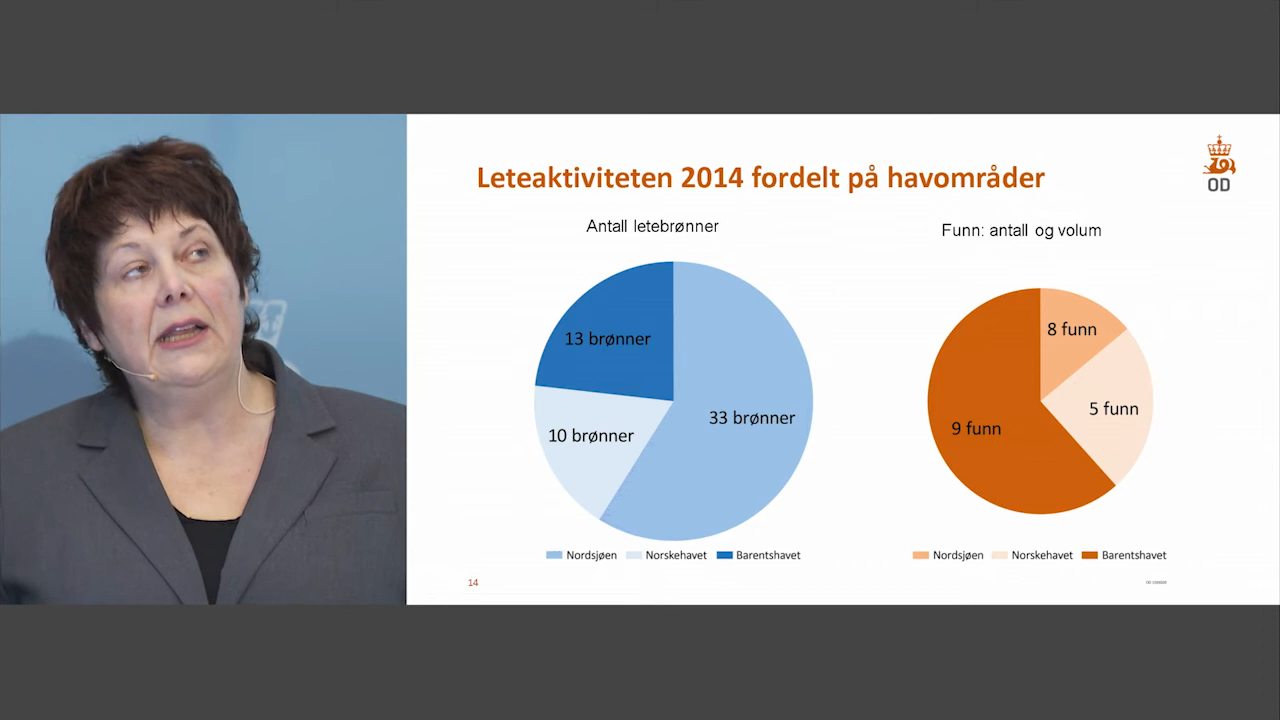 Leteaktiviteten 2014 fordelt på havområder
OD
Antall letebrønner
13 brønner
33 brønner
10 brønner
Nordsjøen Norskehavet Barentshavet
Funn: antall og volum
8 funn
5 funn
9 funn
Nordsjøen Norskehavet Barentshavet
14